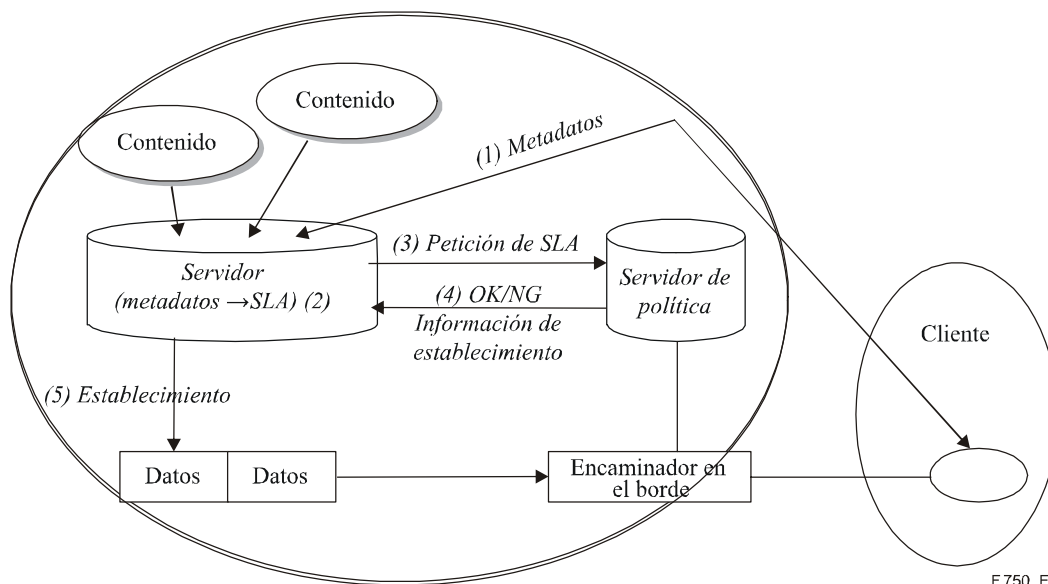 Contenido
Contenido
(1) Metadatos
Servidor
(metadatos →SLA) (2)
(3) Petición de SLA
(4) OK/NG
Información de
establecimiento
Servidor de
política
Cliente
(5) Establecimiento
Datos
Datos
Encaminador en
el borde